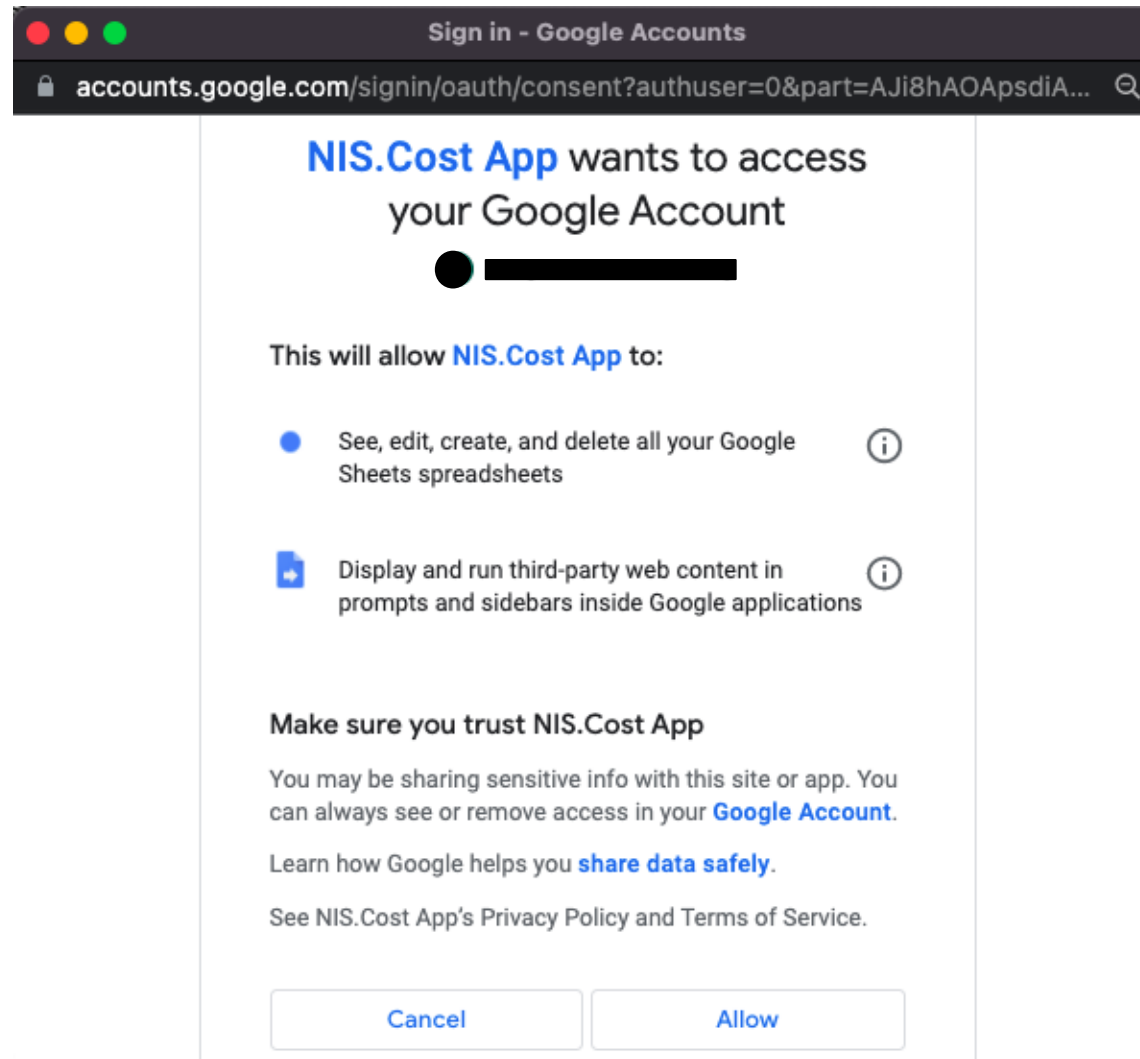 Sign in - Google Accounts
accounts.google.com/signin/oauth/consent?authuser=0&part=AJi8hAOApsdiA...
NIS.Cost App wants to access
your Google Account
This will allow NIS.Cost App to:
See, edit, create, and delete all your Google
Sheets spreadsheets
Display and run third-party web content in
prompts and sidebars inside Google applications
Make sure you trust NIS.Cost App
You may be sharing sensitive info with this site or app. You
can always see or remove access in your Google Account.
Learn how Google helps you share data safely.
See NIS.Cost App's Privacy Policy and Terms of Service.
Cancel
Allow